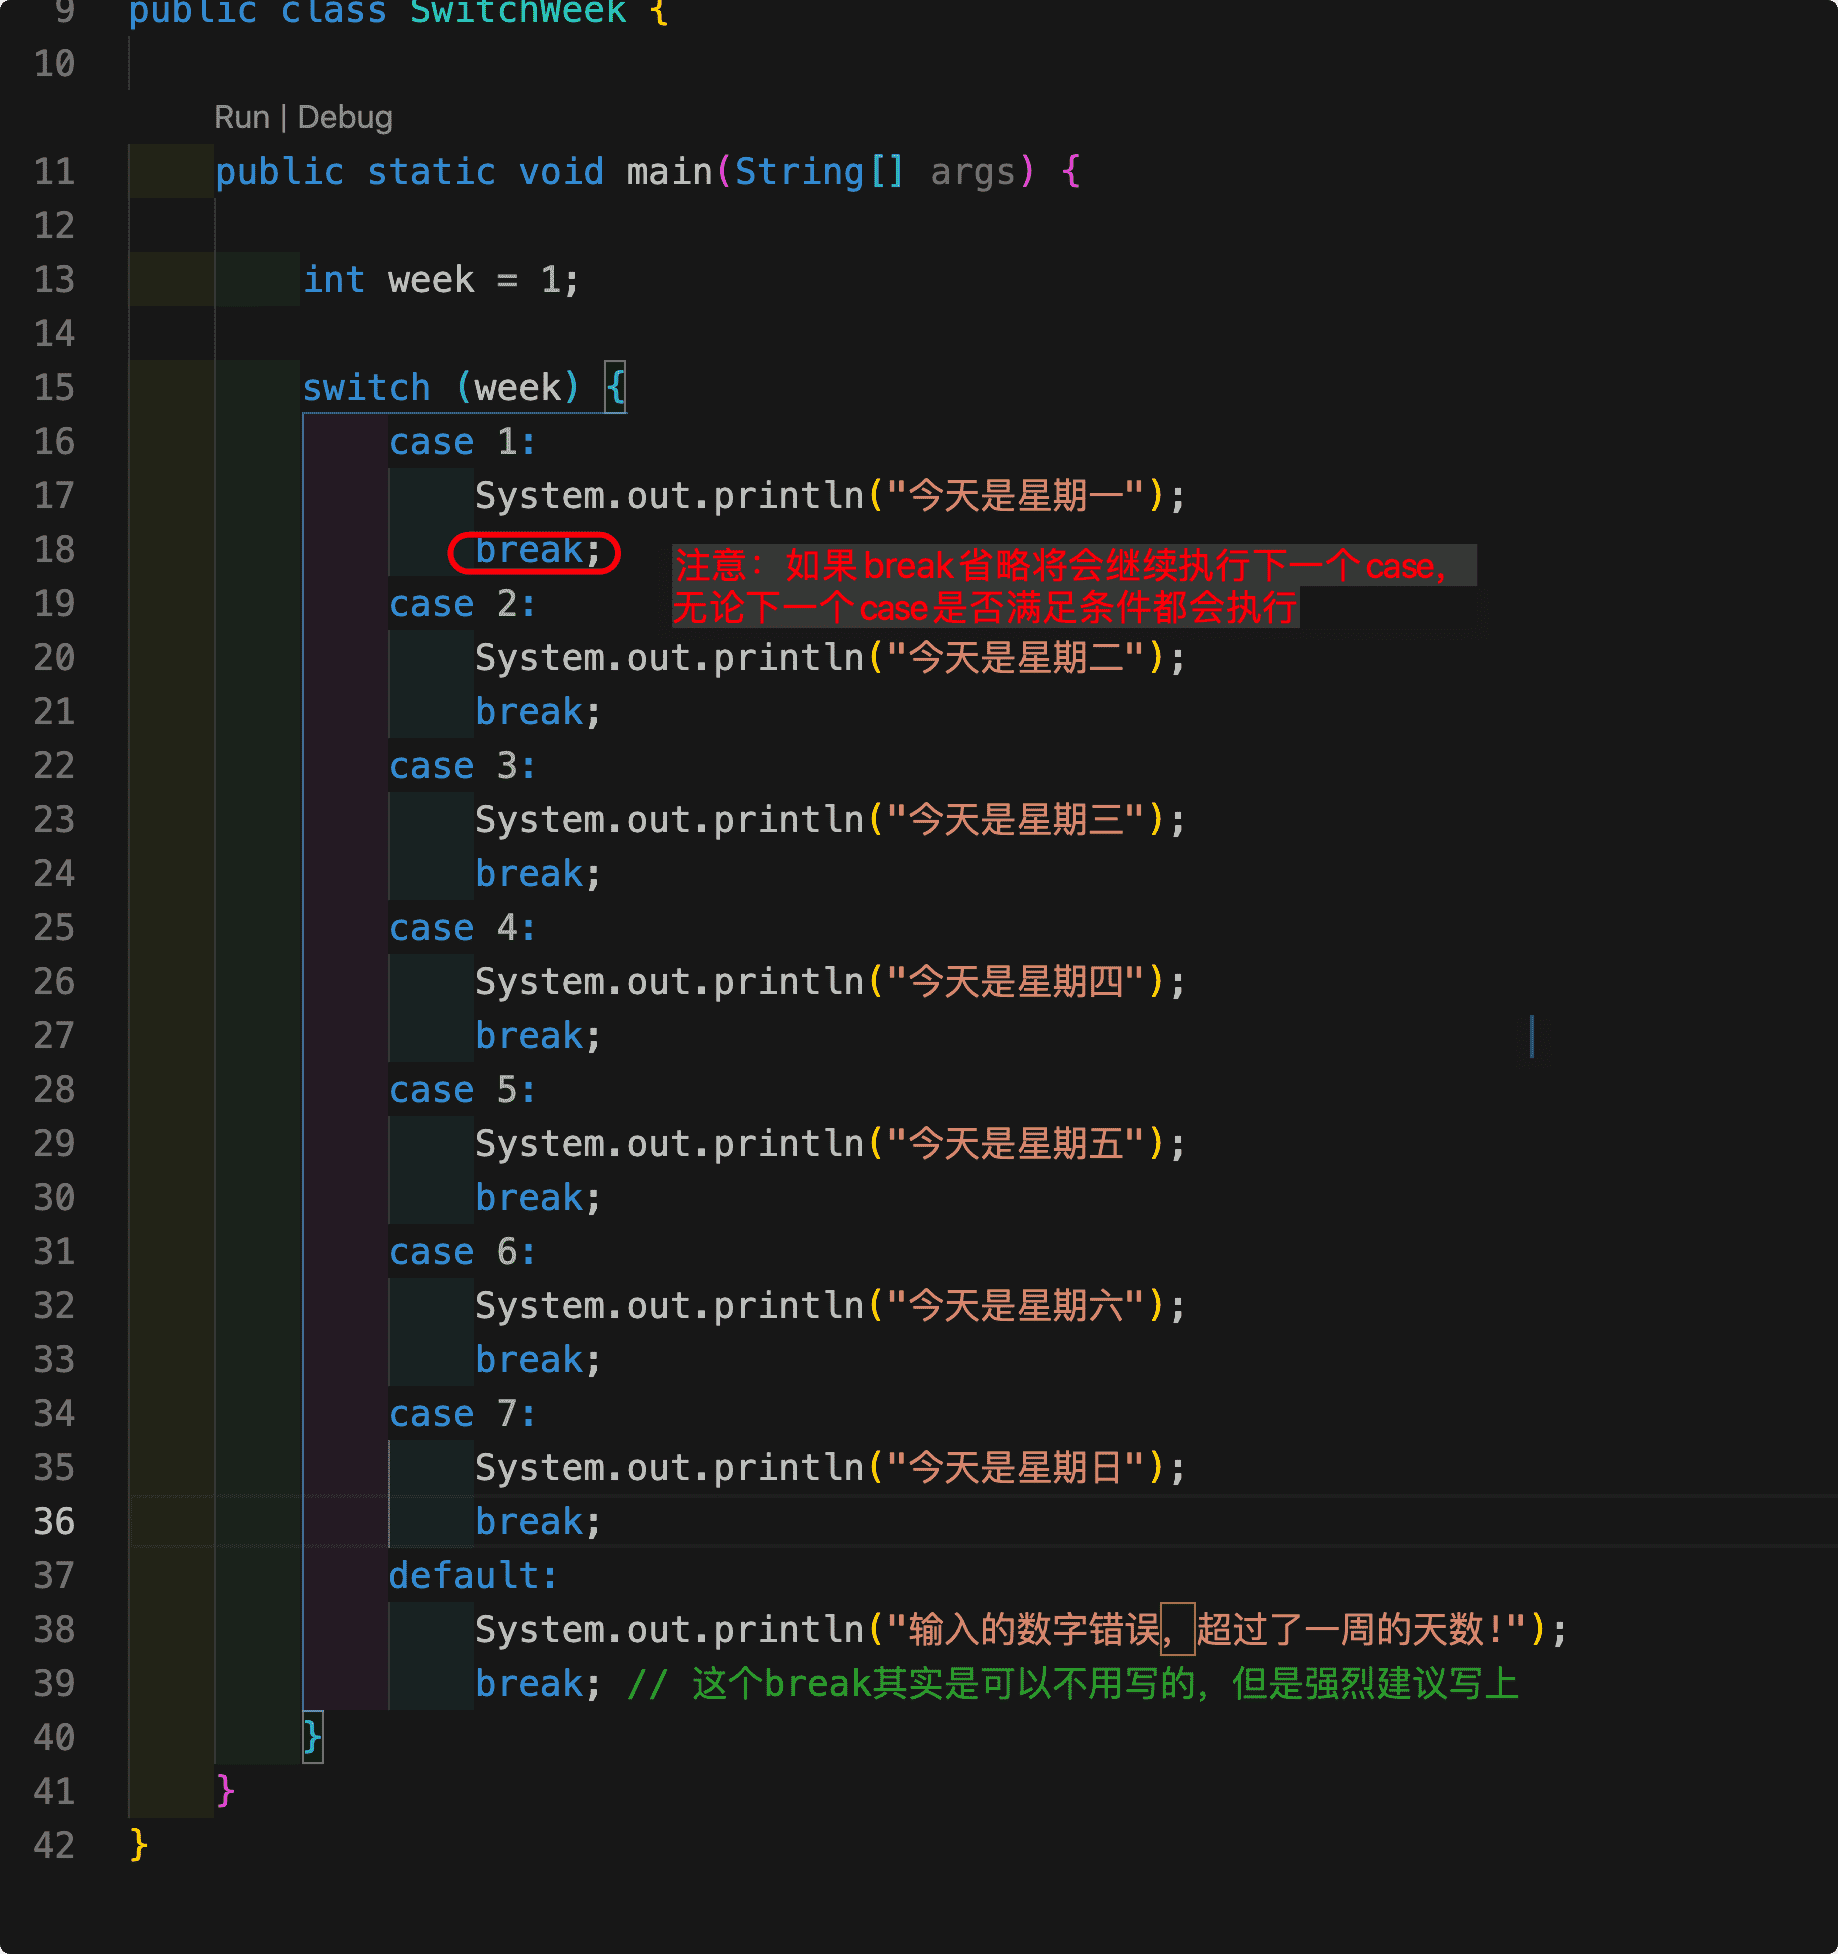 9 public class SwitchWeek {
10
Run | Debug
11 public static void main(String[] args) {
12
13 int week = 1;
14
15 switch (week) {
16 case 1:
17 System.out.println("今天是星期一");
18 break;
注意：如果break省略将会继续执行下一个case，
19 case 2:
无论下一个case是否满足条件都会执行
20 System.out.println("今天是星期二");
21 break;
22 case 3:
23 System.out.println("今天是星期三");
24 break;
25 case 4:
26 System.out.println("今天是星期四");
27 break;
28 case 5:
29 System.out.println("今天是星期五");
30 break;
31 case 6:
32 System.out.println("今天是星期六");
33 break;
34 case 7:
35 System.out.println("今天是星期日");
36 break;
37 default:
38 System.out.println("输入的数字错误，超过了一周的天数!");
39 break; // 这个break其实是可以不用写的，但是强烈建议写上
40 }
41 }
42 }